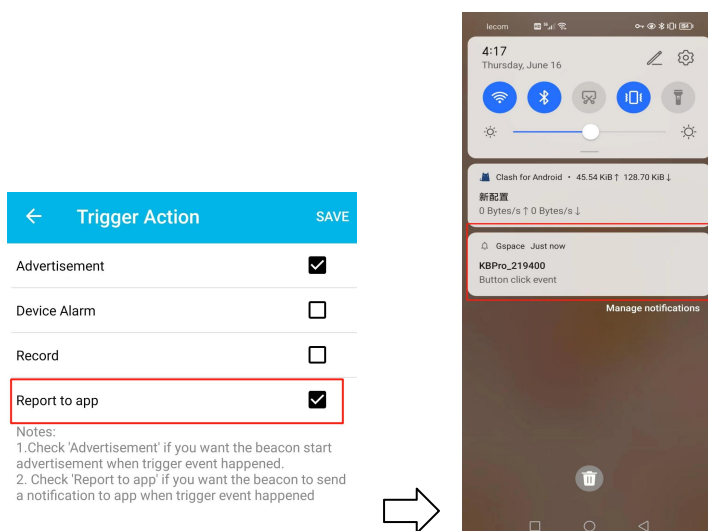 Trigger Action
SAVE
Advertisement
Device Alarm
Record
Report to app
Notes:
1.Check 'Advertisement' if you want the beacon start
advertisement when trigger event happened.
2. Check 'Report to app' if you want the beacon to send
a notification to app when trigger event happened
lecom
4:17
Thursday, June 16
Clash for Android • 45.54 KiB↑ 128.70 KiB↓
新配置
0 Bytes/s ↑ 0 Bytes/s ↓
Gspace Just now
KBPro_219400
Button click event
Manage notifications